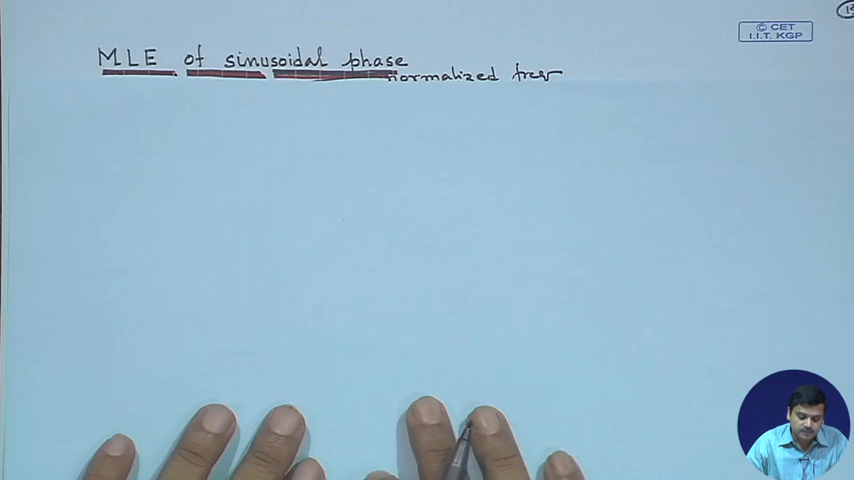 MLE of sinusoidal phase
normalized freq
© CET
I.I.T. KGP